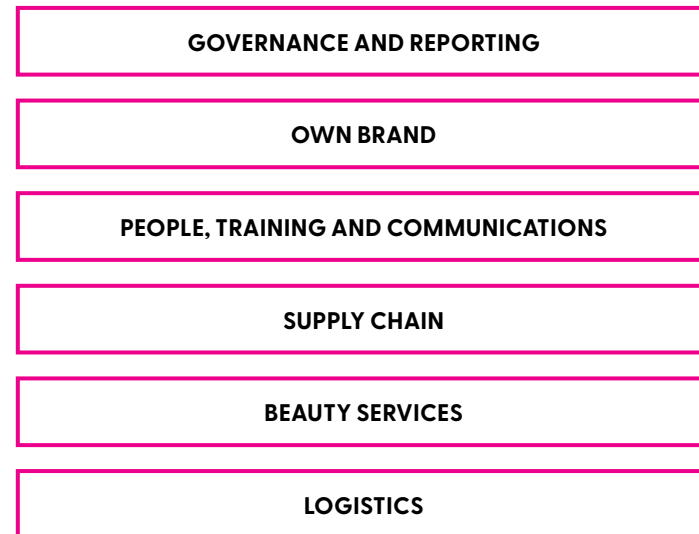 GOVERNANCE AND REPORTING
OWN BRAND
PEOPLE, TRAINING AND COMMUNICATIONS
SUPPLY CHAIN
BEAUTY SERVICES
LOGISTICS